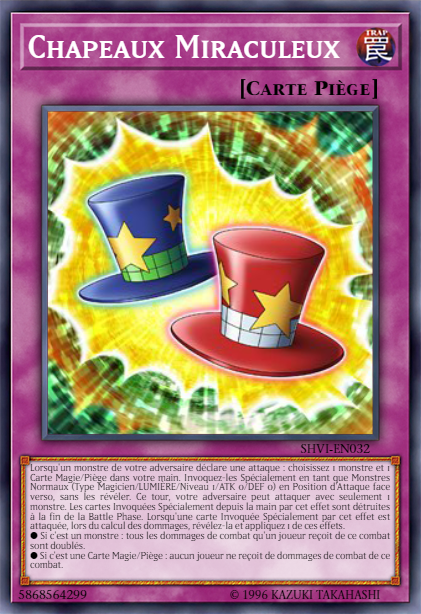 Chapeaux Miraculeux
TRAP
罠
[Carte Piège]
SHVI-EN032
Lorsqu'un monstre de votre adversaire déclare une attaque : choisissez 1 monstre et 1
Carte Magie/Piège dans votre main. Invoquez-les Spécialement en tant que Monstres
Normaux (Type Magicien/LUMIÈRE/Niveau 1/ATK 0/DEF 0) en Position d'Attaque face
verso, sans les révéler. Ce tour, votre adversaire peut attaquer avec seulement 1
monstre. Les cartes Invoquées Spécialement depuis la main par cet effet sont détruites
à la fin de la Battle Phase. Lorsqu'une carte Invoquée Spécialement par cet effet est
attaquée, lors du calcul des dommages, révélez-la et appliquez 1 de ces effets.
● Si c'est un monstre : tous les dommages de combat qu'un joueur reçoit de ce combat
sont doublés.
● Si c'est une Carte Magie/Piège : aucun joueur ne reçoit de dommages de combat de ce
combat.
5868564299
© 1996 KAZUKI TAKAHASHI